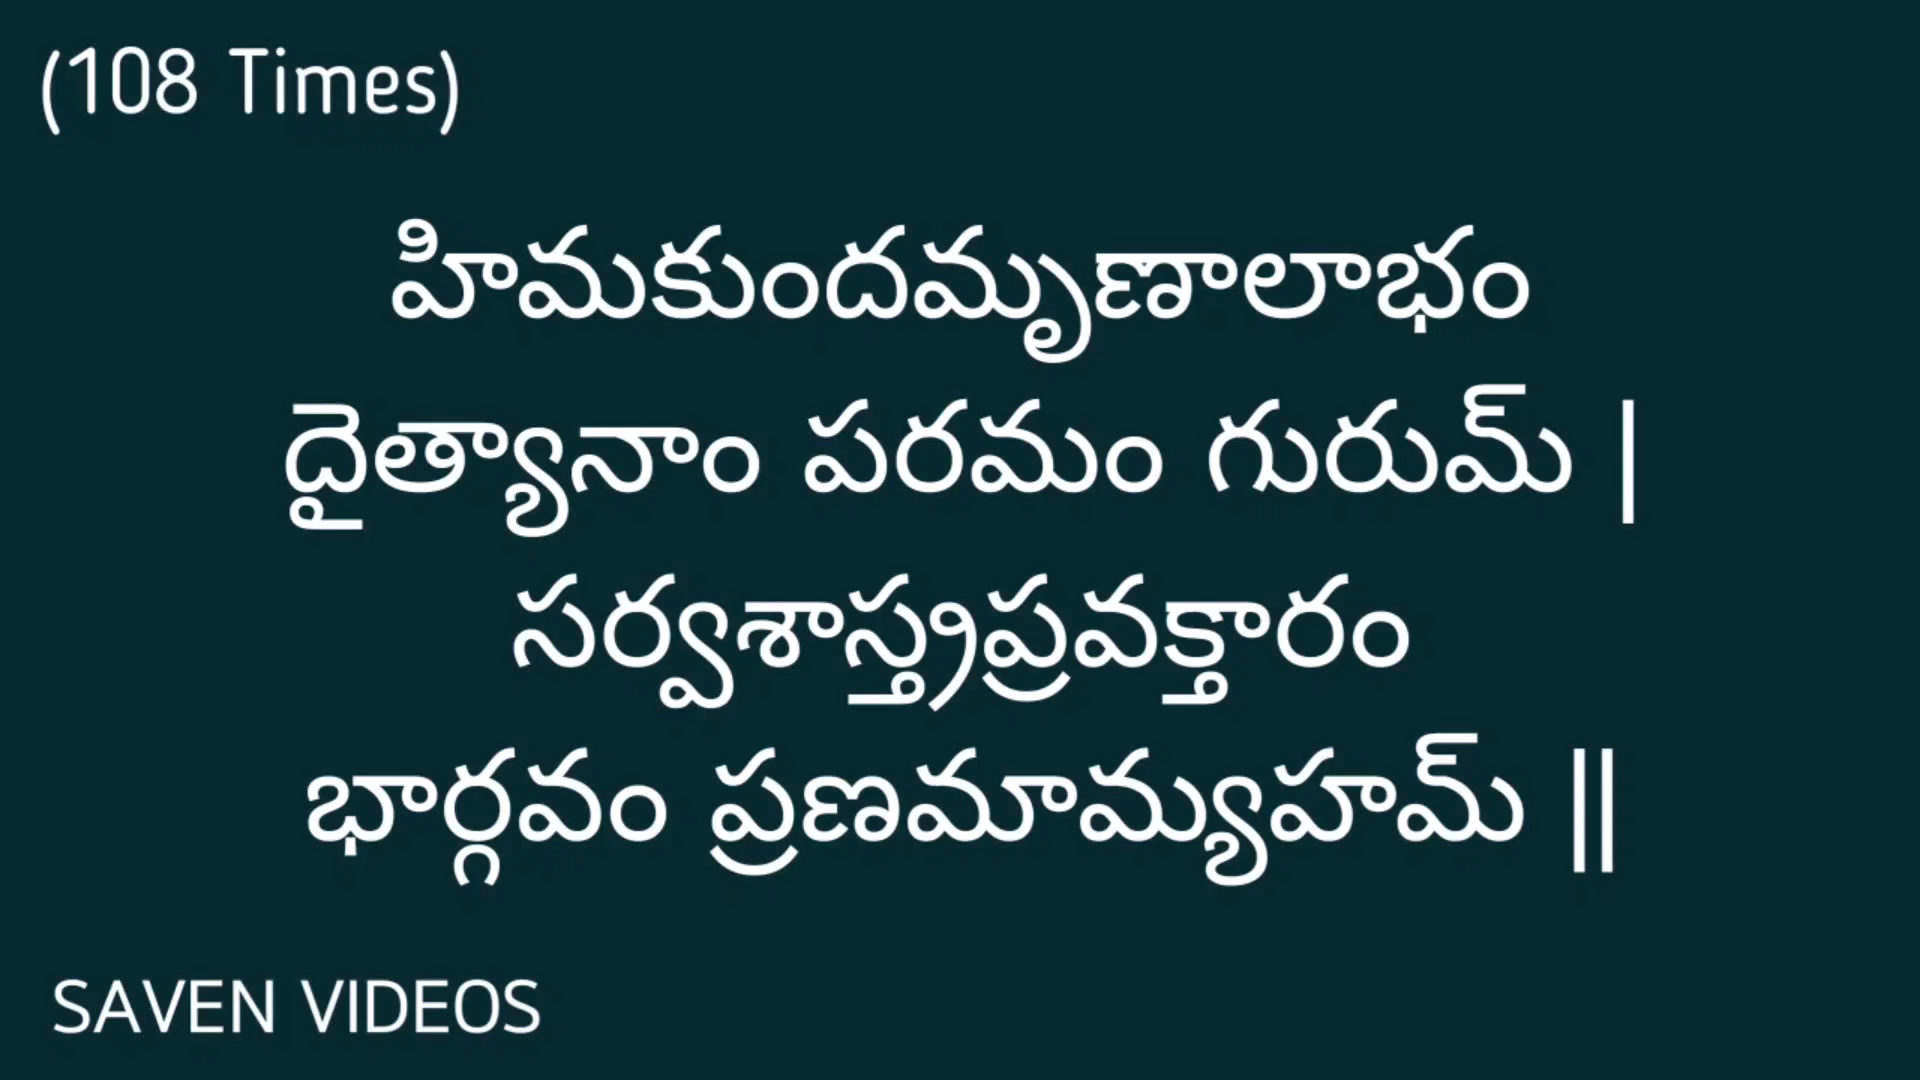 (108 Times)
హిమకుందమృణాలాభం
దైత్యానాం పరమం గురుమ్ |
సర్వశాస్త్రప్రవక్తారం
భార్గవం ప్రణమామ్యహమ్ ||
SAVEN VIDEOS